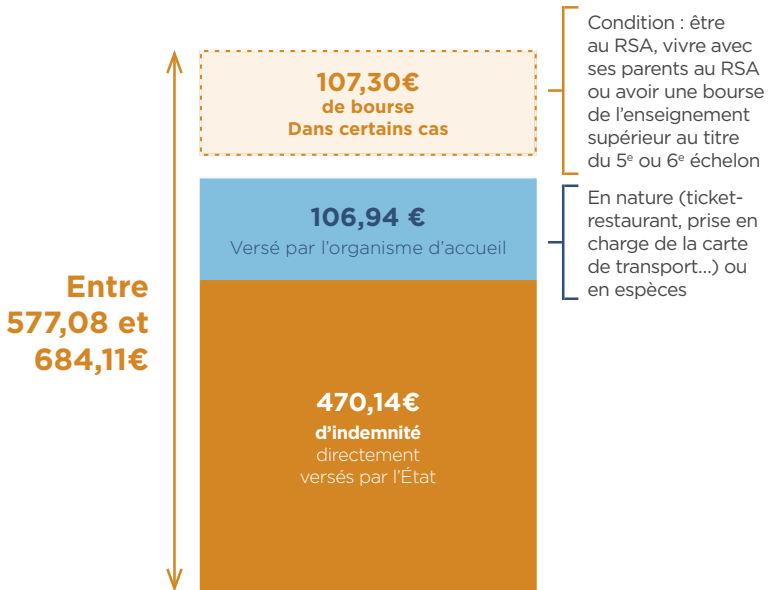 Entre
577,08 et
684,11€
107,30€
de bourse
Dans certains cas
Condition : être
au RSA, vivre avec
ses parents au RSA
ou avoir une bourse
de l’enseignement
supérieur au titre
du 5ᵉ ou 6ᵉ échelon
106,94 €
Versé par l’organisme d’accueil
En nature (ticket-
restaurant, prise en
charge de la carte
de transport...) ou
en espèces
470,14€
d’indemnité
directement
versés par l’État